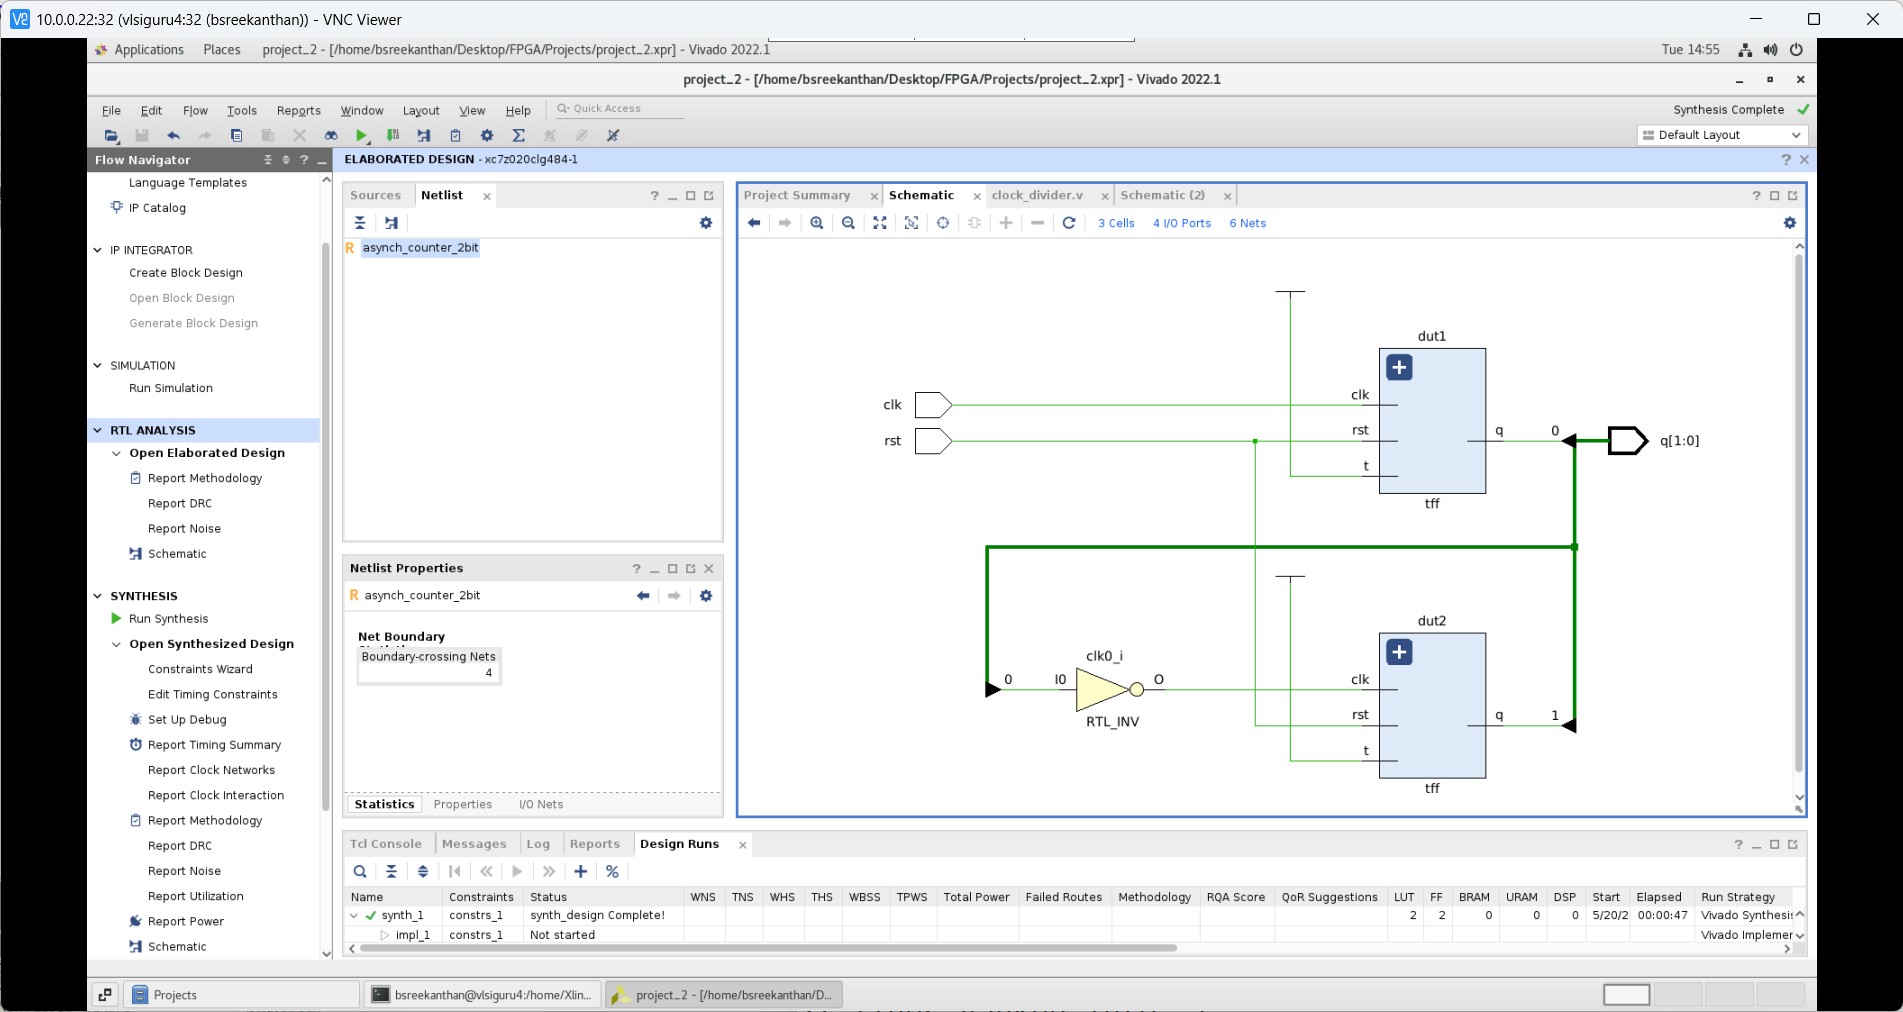 10.0.0.22:32 (vlsiguru4:32 (bsreekanthan)) - VNC Viewer
Applications Places project_2 - [/home/bsreekanthan/Desktop/FPGA/Projects/project_2.xpr] - Vivado 2022.1 Tue 14:55
project_2 - [/home/bsreekanthan/Desktop/FPGA/Projects/project_2.xpr] - Vivado 2022.1
File Edit Flow Tools Reports Window Layout View Help Quick Access Synthesis Complete
Default Layout
Flow Navigator
Language Templates
IP Catalog
IP INTEGRATOR
Create Block Design
Open Block Design
Generate Block Design
SIMULATION
Run Simulation
RTL ANALYSIS
Open Elaborated Design
Report Methodology
Report DRC
Report Noise
Schematic
SYNTHESIS
Run Synthesis
Open Synthesized Design
Constraints Wizard
Edit Timing Constraints
Set Up Debug
Report Timing Summary
Report Clock Networks
Report Clock Interaction
Report Methodology
Report DRC
Report Noise
Report Utilization
Report Power
Schematic
ELABORATED DESIGN - xc7z020clg484-1
Sources Netlist
R asynch_counter_2bit
Netlist Properties
R asynch_counter_2bit
Net Boundary
Boundary-crossing Nets
4
Statistics Properties I/O Nets
Project Summary Schematic clock_divider.v Schematic (2)
3 Cells 4 I/O Ports 6 Nets
dut1
clk clk
rst rst q 0 q[1:0]
t
tff
dut2
clk0_i
0 I0 O clk
RTL_INV rst q 1
t
tff
Tcl Console Messages Log Reports Design Runs
Name Constraints Status WNS TNS WHS THS WBSS TPWS Total Power Failed Routes Methodology RQA Score QoR Suggestions LUT FF BRAM URAM DSP Start Elapsed Run Strategy
synth_1 constrs_1 synth_design Complete! 2 2 0 0 0 5/20/2 00:00:47 Vivado Synthesis
impl_1 constrs_1 Not started Vivado Implemen
Projects bsreekanthan@vlsiguru4:/home/Xlin... project_2 - [/home/bsreekanthan/D...